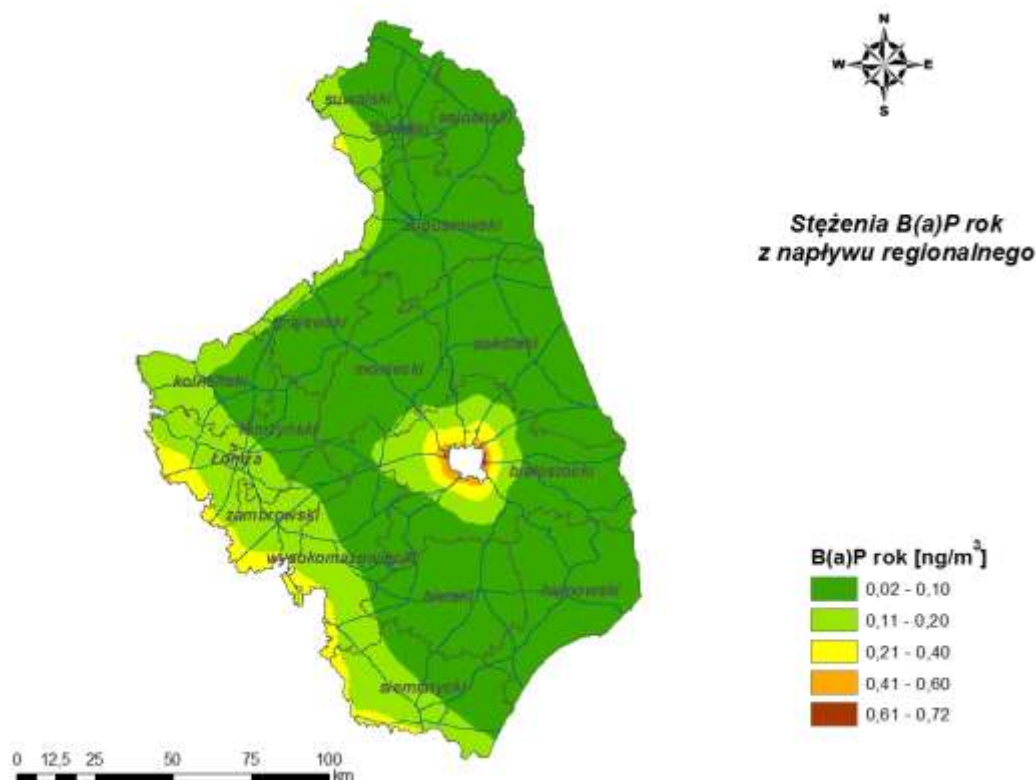 N
W E
S
suwalski
sejneński
augustowski
Stężenia B(a)P rok
z napływu regionalnego
grajewski
sokólski
moniecki
kolneński
łomżyński
Łomża
białostocki
zambrowski
wysokomazowiecki
B(a)P rok [ng/m³]
bielski
hajnowski
0,02 - 0,10
0,11 - 0,20
0,21 - 0,40
siemiatycki
0,41 - 0,60
0,61 - 0,72
0 12,5 25 50 75 100
km